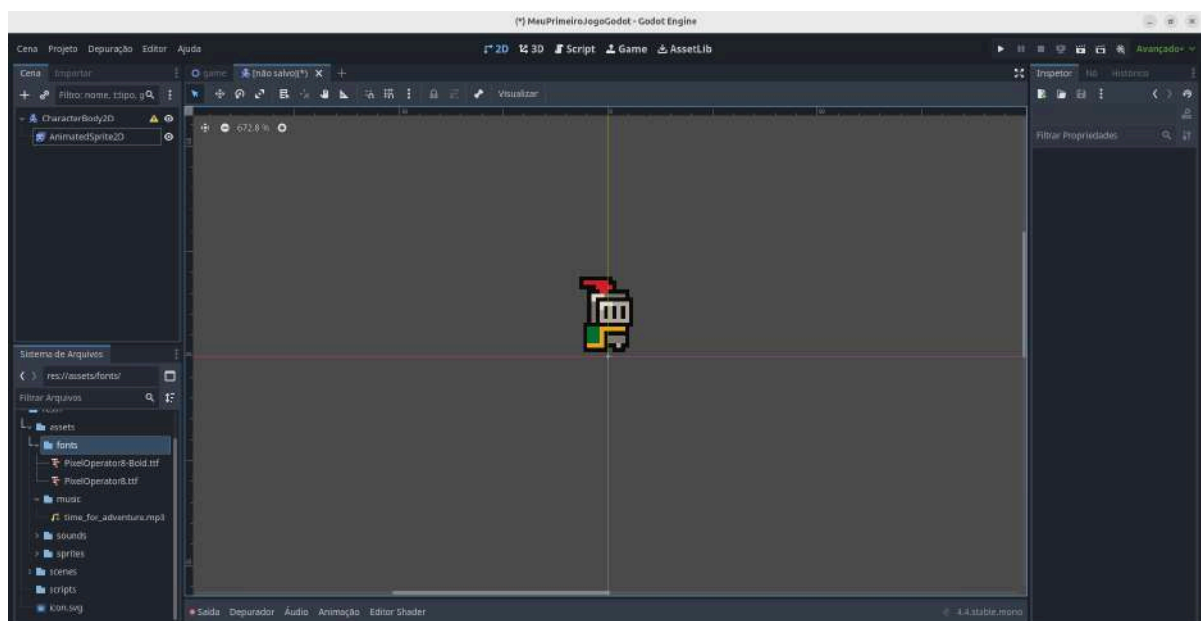 (*) MeuPrimeiroJogoGodot - Godot Engine
Cena Projeto Depuração Editor Ajuda
2D 3D Script Game AssetLib
Avançado+
Cena Importar
game [não salvo](*)
Inspetor Nó Histórico
Filtro: nome, t:tipo, g
Visualizar
CharacterBody2D
AnimatedSprite2D
672.8 %
Filtrar Propriedades
Sistema de Arquivos
res://assets/fonts/
Filtrar Arquivos
assets
fonts
PixelOperator8-Bold.ttf
PixelOperator8.ttf
music
time_for_adventure.mp3
sounds
sprites
scenes
scripts
icon.svg
Saída Depurador Áudio Animação Editor Shader
4.4.stable.mono